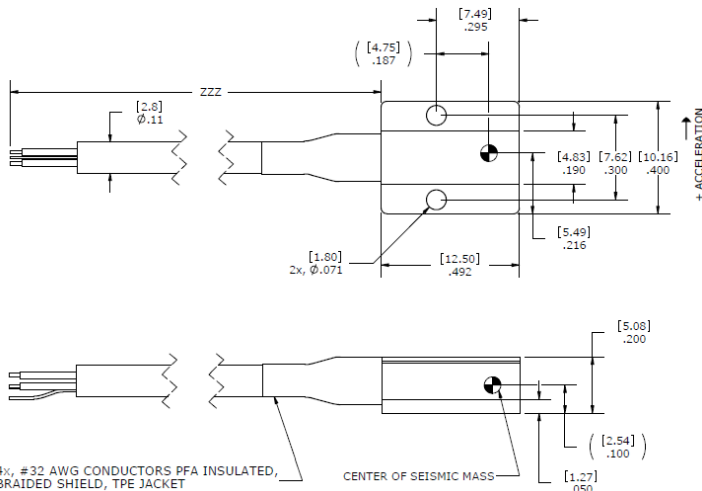 [7.49]
.295
( [4.75] )
.187
ZZZ
[2.8]
Ø.11
[4.83] [7.62] [10.16]
.190 .300 .400
+ ACCELERATION
[5.49]
.216
[1.80]
2x, Ø.071
[12.50]
.492
[5.08]
.200
4x, #32 AWG CONDUCTORS PFA INSULATED,
BRAIDED SHIELD, TPE JACKET
CENTER OF SEISMIC MASS
( [2.54] )
.100
[1.27]
.050